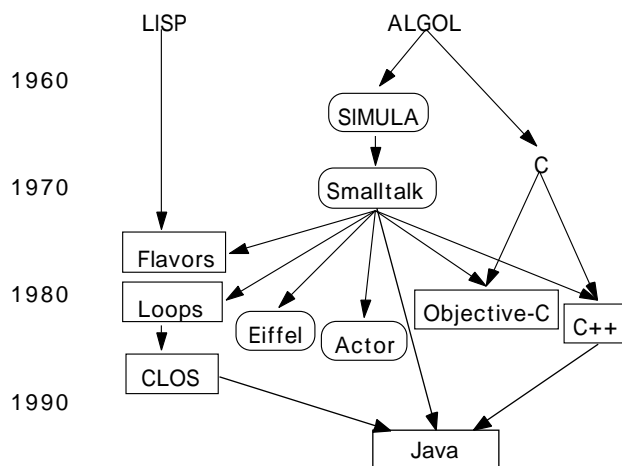 LISP ALGOL
1960
SIMULA
C
1970 Smalltalk
Flavors
1980
Loops Objective-C
Eiffel Actor C++
CLOS
1990
Java